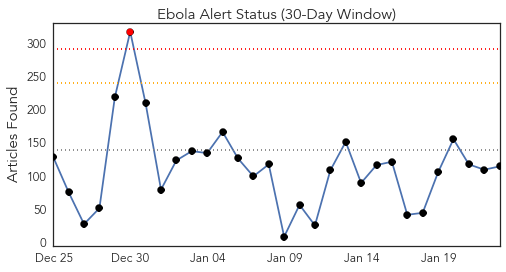 Ebola Alert Status (30-Day Window)
Articles Found
300
250
200
150
100
50
0
Dec 25 Dec 30 Jan 04 Jan 09 Jan 14 Jan 19